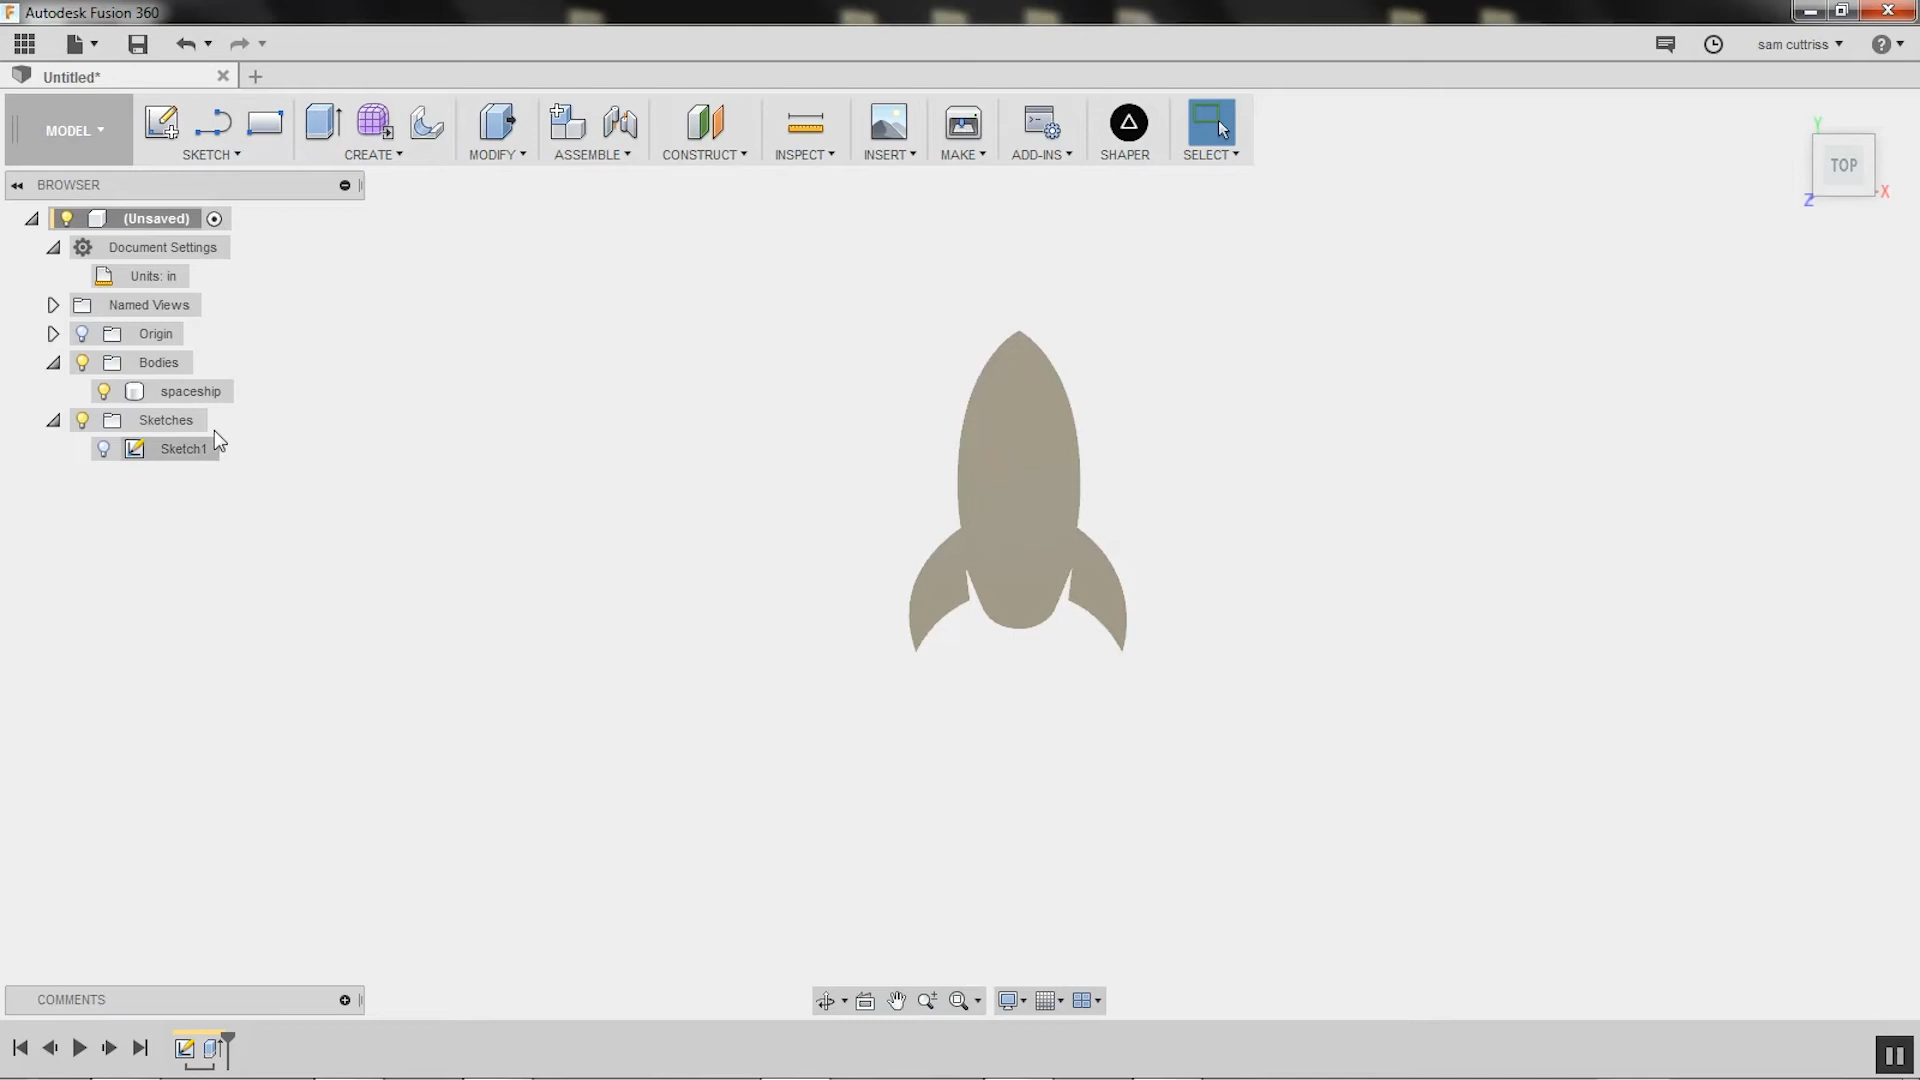 Autodesk Fusion 360
sam cuttriss
Untitled*
MODEL
SKETCH
CREATE
MODIFY
ASSEMBLE
CONSTRUCT
INSPECT
INSERT
MAKE
ADD-INS
SHAPER
SELECT
BROWSER
(Unsaved)
Document Settings
Units: in
Named Views
Origin
Bodies
spaceship
Sketches
Sketch1
Y
TOP
X
Z
COMMENTS